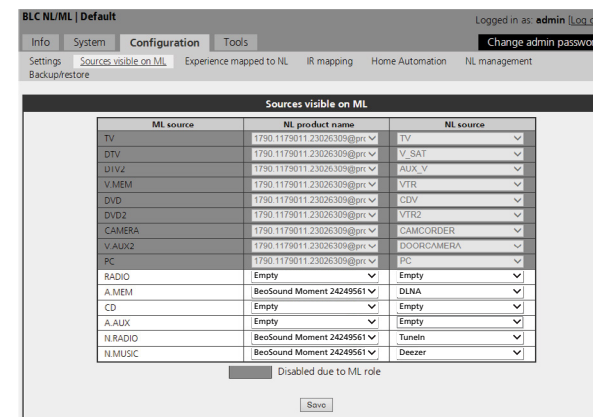 BLC NL/ML | Default
Logged in as: admin [Log o
Info System Configuration Tools Change admin passwo
Settings Sources visible on ML Experience mapped to NL IR mapping Home Automation NL management
Backup/restore
Sources visible on ML
ML source NL product name NL source
TV 1790.1179011.23026309@pro TV
DTV 1790.1179011.23026309@pro V_SAT
DTV2 1790.1179011.23026309@pro AUX_V
V.MEM 1790.1179011.23026309@pro VTR
DVD 1790.1179011.23026309@pro CDV
DVD2 1790.1179011.23026309@pro VTR2
CAMERA 1790.1179011.23026309@pro CAMCORDER
V.AUX2 1790.1179011.23026309@pro DOORCAMERA
PC 1790.1179011.23026309@pro PC
RADIO Empty Empty
A.MEM BeoSound Moment 24249561 DLNA
CD Empty Empty
A.AUX Empty Empty
N.RADIO BeoSound Moment 24249561 TuneIn
N.MUSIC BeoSound Moment 24249561 Deezer
Disabled due to ML role
Save